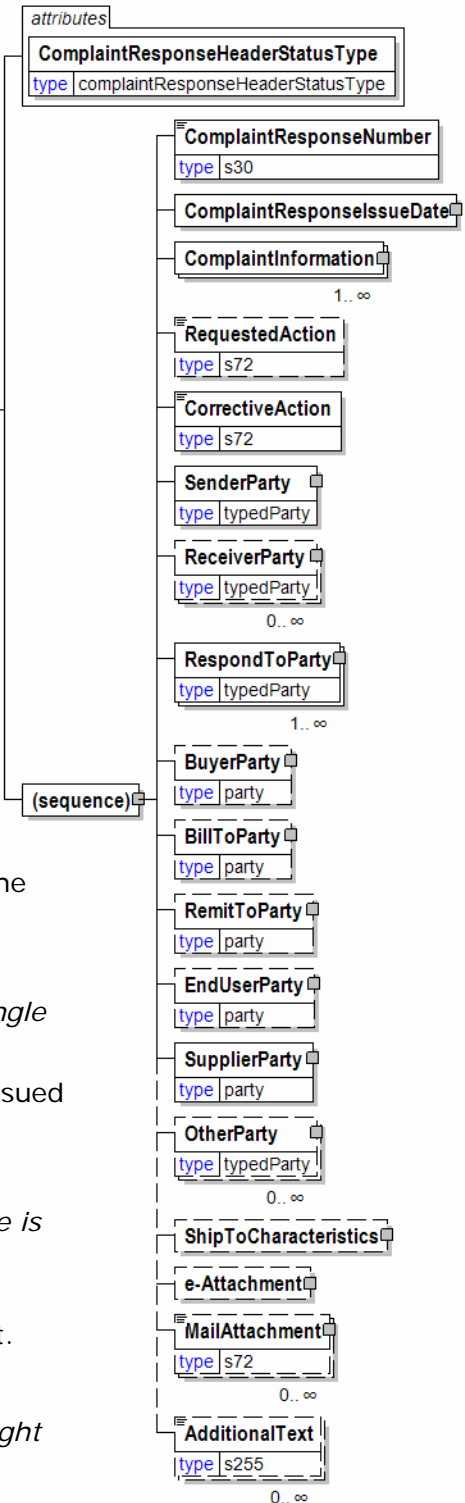 attributes
ComplaintResponseHeaderStatusType
type complaintResponseHeaderStatusType
ComplaintResponseNumber
type s30
ComplaintResponseIssueDate
ComplaintInformation
1.. ∞
RequestedAction
type s72
CorrectiveAction
type s72
SenderParty
type typedParty
ReceiverParty
type typedParty
0.. ∞
RespondToParty
type typedParty
1.. ∞
BuyerParty
type party
(sequence)
BillToParty
type party
RemitToParty
type party
EndUserParty
type party
SupplierParty
type party
OtherParty
type typedParty
0.. ∞
ShipToCharacteristics
e-Attachment
MailAttachment
type s72
0.. ∞
AdditionalText
type s255
0.. ∞